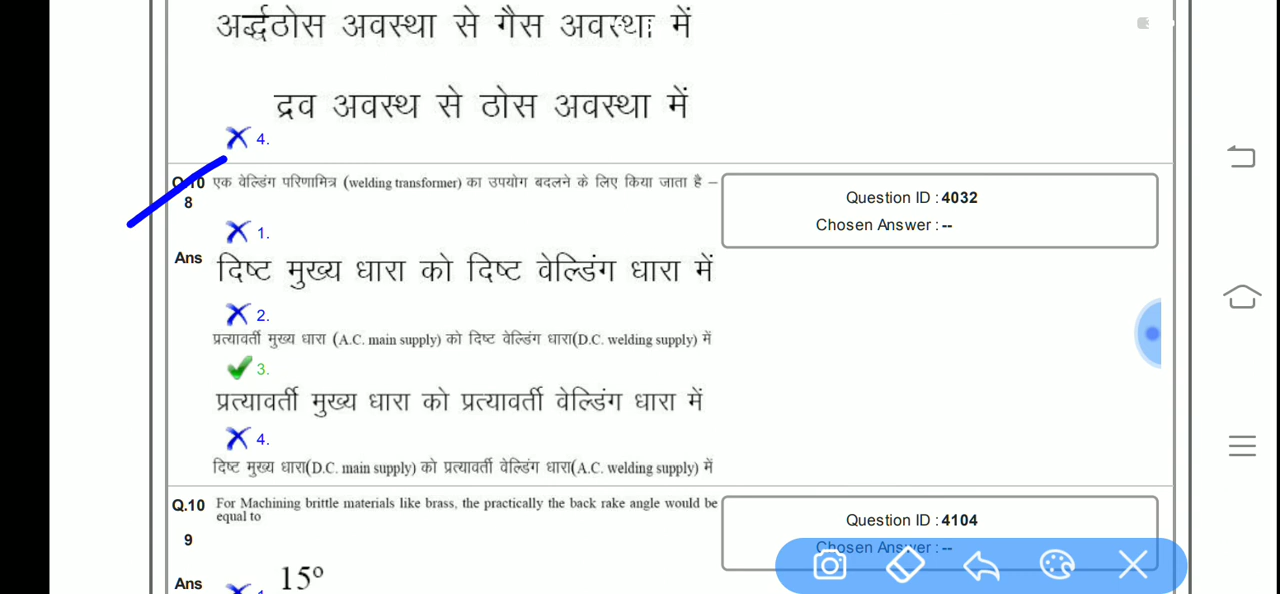 अर्द्धठोस अवस्था से गैस अवस्था में
द्रव अवस्थ से ठोस अवस्था में
4.
Q.10 एक वेल्डिंग परिणामित्र (welding transformer) का उपयोग बदलने के लिए किया जाता है –
8
Question ID : 4032
Chosen Answer : --
1.
Ans
दिष्ट मुख्य धारा को दिष्ट वेल्डिंग धारा में
2.
प्रत्यावर्ती मुख्य धारा (A.C. main supply) को दिष्ट वेल्डिंग धारा(D.C. welding supply) में
3.
प्रत्यावर्ती मुख्य धारा को प्रत्यावर्ती वेल्डिंग धारा में
4.
दिष्ट मुख्य धारा(D.C. main supply) को प्रत्यावर्ती वेल्डिंग धारा(A.C. welding supply) में
Q.10 For Machining brittle materials like brass, the practically the back rake angle would be
equal to
9
Question ID : 4104
Chosen Answer : --
Ans
15º